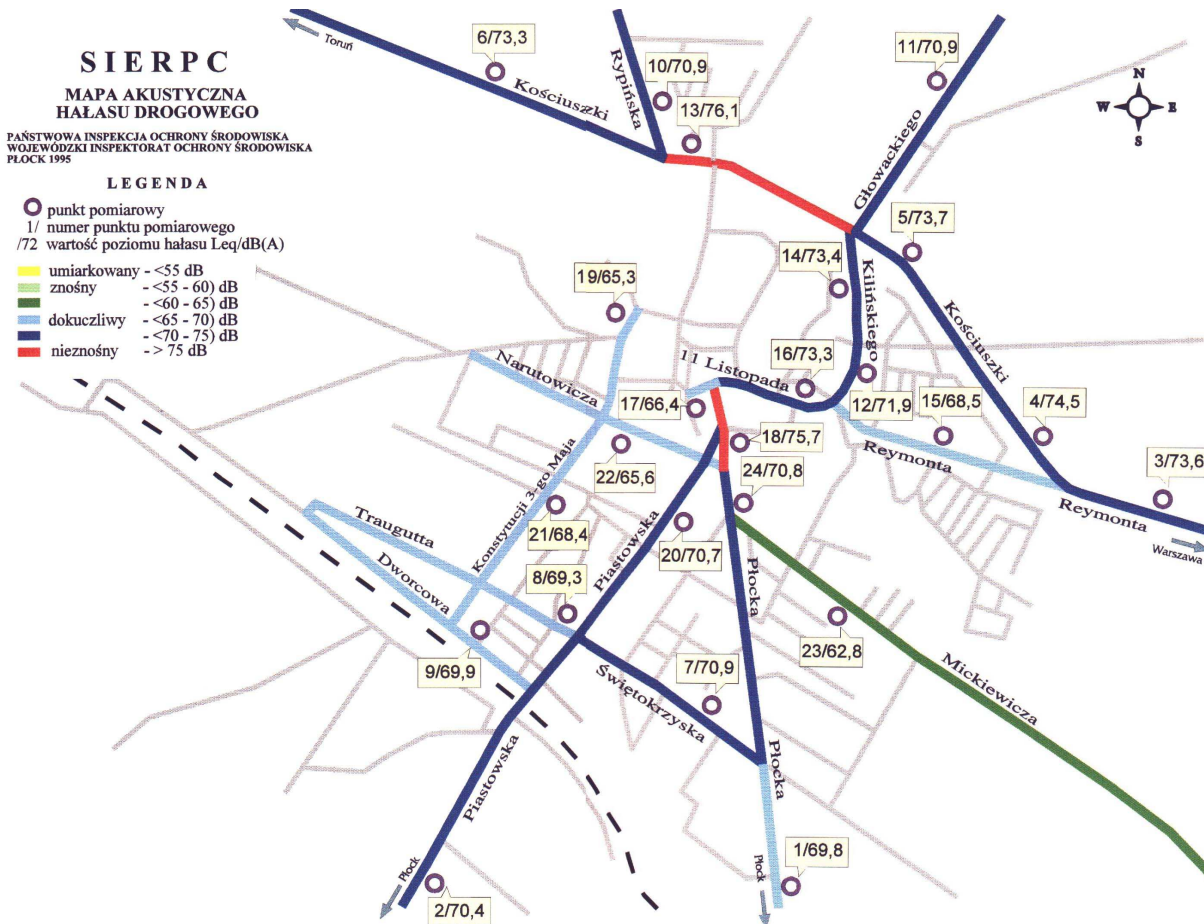 SIERPC
MAPA AKUSTYCZNA
HAŁASU DROGOWEGO
PAŃSTWOWA INSPEKCJA OCHRONY ŚRODOWISKA
WOJEWÓDZKI INSPEKTORAT OCHRONY ŚRODOWISKA
PŁOCK 1995
LEGENDA
punkt pomiarowy
1/ numer punktu pomiarowego
/72 wartość poziomu hałasu Leq/dB(A)
umiarkowany - <55 dB
znośny - <55 - 60) dB
- <60 - 65) dB
dokuczliwy - <65 - 70) dB
- <70 - 75) dB
nieznośny - > 75 dB
Toruń
6/73,3
Kościuszki
Rypińska
10/70,9
13/76,1
11/70,9
Głowackiego
N
W
E
S
5/73,7
14/73,4
Kilińskiego
Kościuszki
19/65,3
Narutowicza
11 Listopada
16/73,3
17/66,4
12/71,9
15/68,5
4/74,5
3/73,6
18/75,7
Reymonta
Reymonta
Warszawa
22/65,6
24/70,8
Konstytucji 3-go Maja
21/68,4
Piastowska
20/70,7
Traugutta
Dworcowa
8/69,3
Płocka
23/62,8
Mickiewicza
9/69,9
7/70,9
Świętokrzyska
Płocka
Piastowska
Płock
2/70,4
Płock
1/69,8